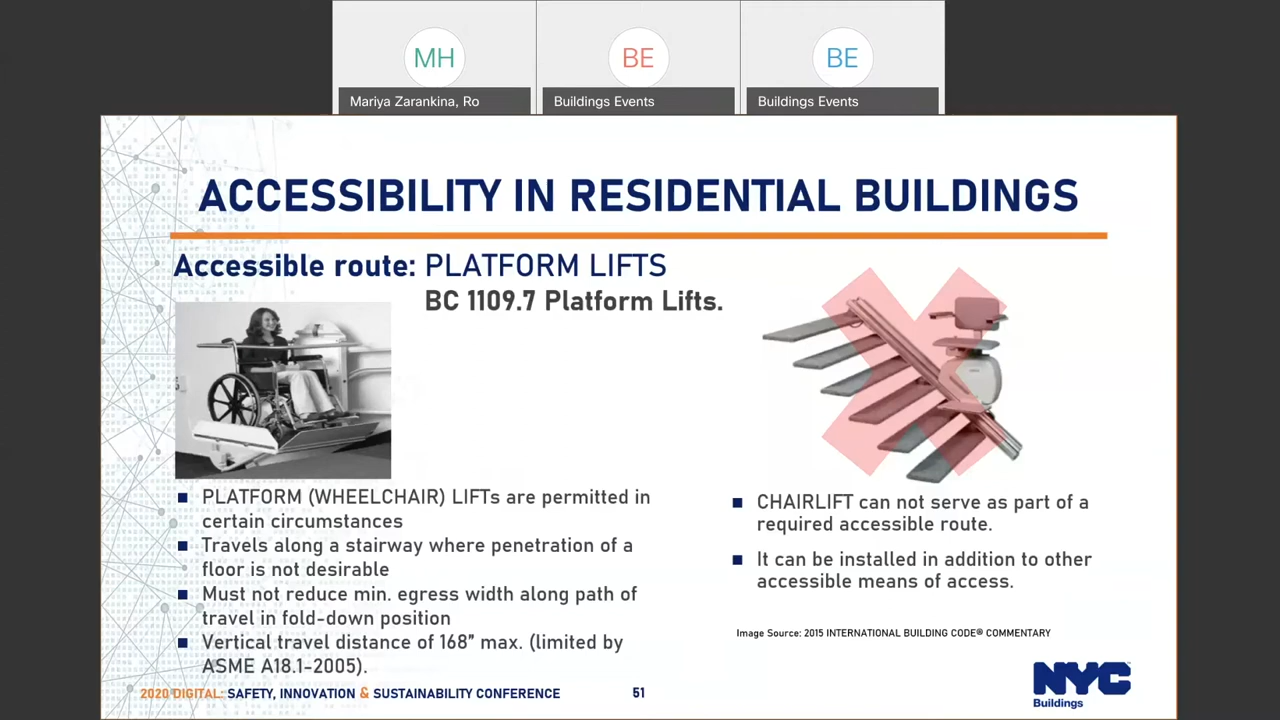 MH
BE
BE
Mariya Zarankina, Ro
Buildings Events
Buildings Events
ACCESSIBILITY IN RESIDENTIAL BUILDINGS
Accessible route: PLATFORM LIFTS
BC 1109.7 Platform Lifts.
PLATFORM (WHEELCHAIR) LIFTs are permitted in
certain circumstances
Travels along a stairway where penetration of a
floor is not desirable
Must not reduce min. egress width along path of
travel in fold-down position
Vertical travel distance of 168” max. (limited by
ASME A18.1-2005).
CHAIRLIFT can not serve as part of a
required accessible route.
It can be installed in addition to other
accessible means of access.
Image Source: 2015 INTERNATIONAL BUILDING CODE® COMMENTARY
2020 DIGITAL: SAFETY, INNOVATION & SUSTAINABILITY CONFERENCE
51
NYC
Buildings